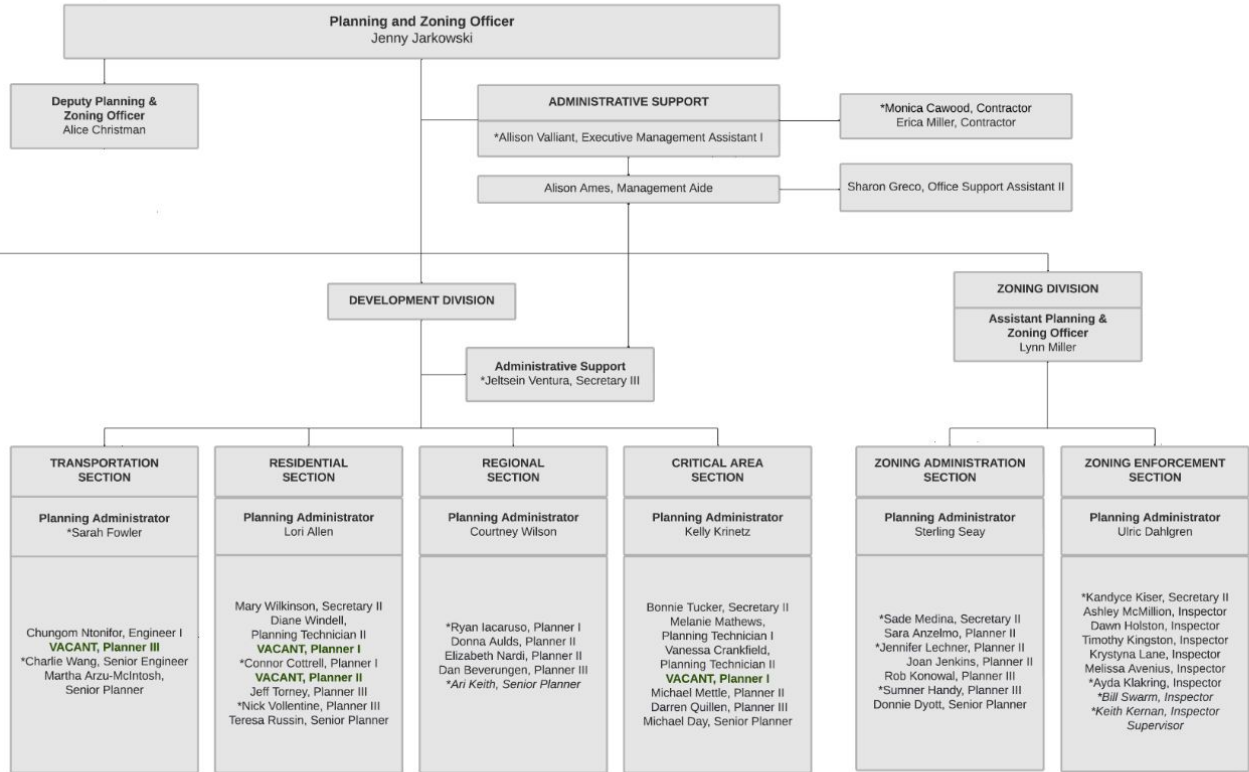 Planning and Zoning Officer
Jenny Jarkowski
Deputy Planning &
Zoning Officer
Alice Christman
ADMINISTRATIVE SUPPORT
*Allison Valliant, Executive Management Assistant I
*Monica Cawood, Contractor
Erica Miller, Contractor
Alison Ames, Management Aide
Sharon Greco, Office Support Assistant II
DEVELOPMENT DIVISION
Administrative Support
*Jeltsein Ventura, Secretary III
ZONING DIVISION
Assistant Planning &
Zoning Officer
Lynn Miller
TRANSPORTATION
SECTION
Planning Administrator
*Sarah Fowler
Chungom Ntonifor, Engineer I
VACANT, Planner III
*Charlie Wang, Senior Engineer
Martha Arzu-McIntosh,
Senior Planner
RESIDENTIAL
SECTION
Planning Administrator
Lori Allen
Mary Wilkinson, Secretary II
Diane Windell,
Planning Technician II
VACANT, Planner I
*Connor Cottrell, Planner I
VACANT, Planner II
Jeff Torney, Planner III
*Nick Vollentine, Planner III
Teresa Russin, Senior Planner
REGIONAL
SECTION
Planning Administrator
Courtney Wilson
*Ryan Iacaruso, Planner I
Donna Aulds, Planner II
Elizabeth Nardi, Planner II
Dan Beverungen, Planner III
*Ari Keith, Senior Planner
CRITICAL AREA
SECTION
Planning Administrator
Kelly Krinetz
Bonnie Tucker, Secretary II
Melanie Mathews,
Planning Technician I
Vanessa Crankfield,
Planning Technician II
VACANT, Planner I
Michael Mettle, Planner II
Darren Quillen, Planner III
Michael Day, Senior Planner
ZONING ADMINISTRATION
SECTION
Planning Administrator
Sterling Seay
*Sade Medina, Secretary II
Sara Anzelmo, Planner II
*Jennifer Lechner, Planner II
Joan Jenkins, Planner II
Rob Konowal, Planner III
*Sumner Handy, Planner III
Donnie Dyott, Senior Planner
ZONING ENFORCEMENT
SECTION
Planning Administrator
Ulric Dahlgren
*Kandyce Kiser, Secretary II
Ashley McMillion, Inspector
Dawn Holston, Inspector
Timothy Kingston, Inspector
Krystyna Lane, Inspector
Melissa Avenius, Inspector
*Ayda Klakring, Inspector
*Bill Swarm, Inspector
*Keith Kernan, Inspector
Supervisor